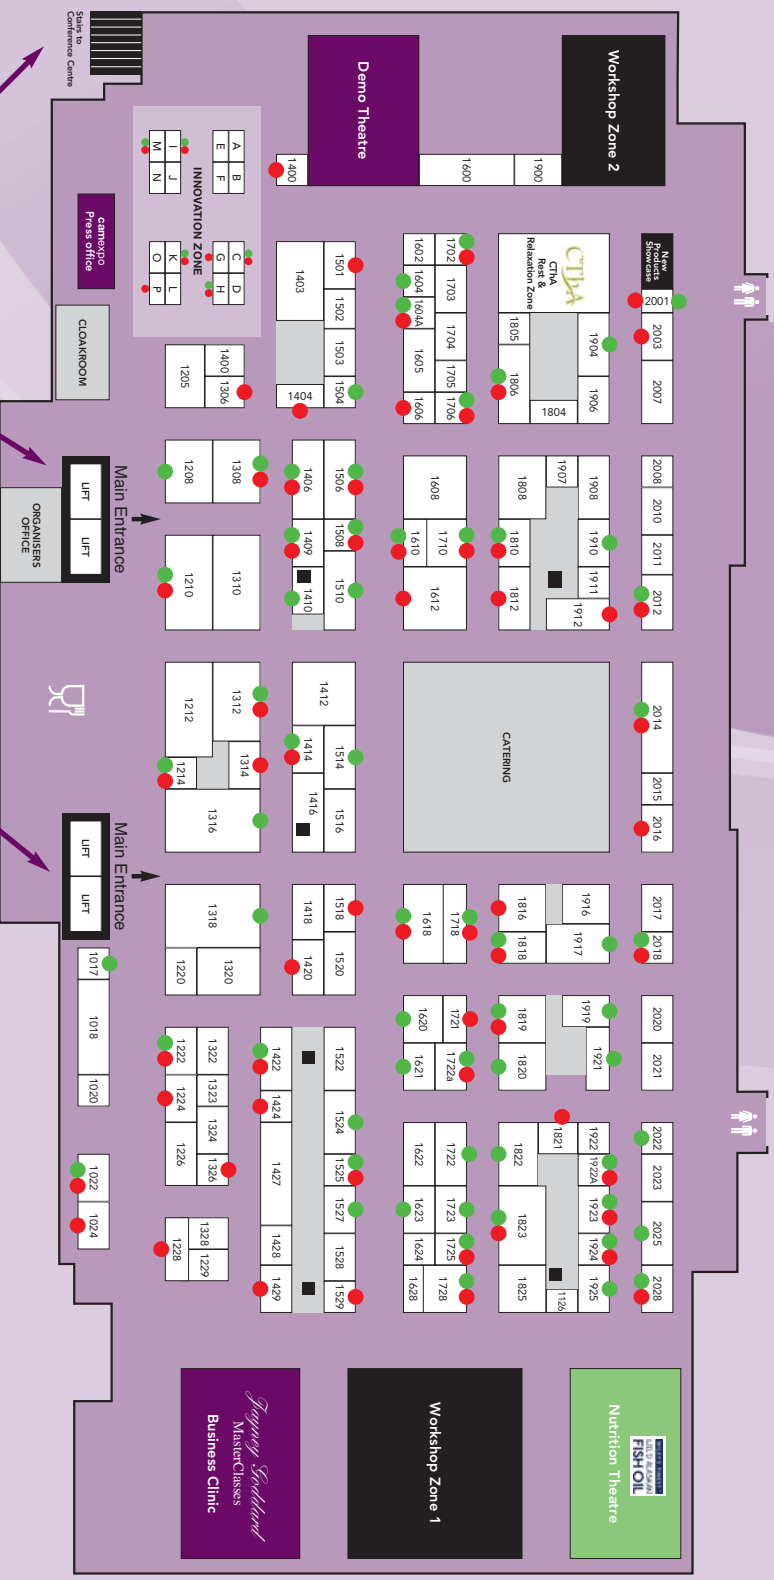 Workshop Zone 2
Demo Theatre
Stairs to
Conference Centre
New
Products
Showcase
2001
2003
2007
2008
2010
2011
2012
2014
2015
2016
2017
2018
2020
2021
2022
2023
2025
2028
1900
1600
1400
CThA
CThA
Rest &
Relaxation Zone
1904
1906
1805
1806
1804
1908
1907
1808
1910
1810
1911
1912
1812
CATERING
1916
1816
1917
1818
1919
1819
1921
1820
1922
1821
1822
1922A
1923
1823
1924
1925
1126
1825
1702
1703
1704
1705
1706
1602
1604
1604A
1605
1606
1608
1710
1610
1612
1718
1618
1721
1620
1722a
1621
1722
1723
1725
1728
1622
1623
1624
1628
1501
1502
1503
1504
1403
1404
1506
1508
1510
1406
1409
1410
1412
1514
1516
1414
1416
1518
1520
1418
1420
1522
1524
1525
1527
1528
1529
1422
1424
1427
1428
1429
INNOVATION ZONE
A
B
E
F
C
D
G
H
I
J
M
N
K
L
O
P
1400
1306
1205
1308
1208
1310
1210
1312
1314
1212
1214
1316
1318
1320
1220
1322
1323
1324
1326
1222
1224
1226
1328
1229
1228
camexpo
Press office
CLOAKROOM
Main Entrance
LIFT
LIFT
ORGANISERS
OFFICE
Main Entrance
LIFT
LIFT
1017
1018
1020
1022
1024
Nutrition Theatre
WILD ALASKAN
FISH OIL
Workshop Zone 1
Jayney Goddard
MasterClasses
Business Clinic